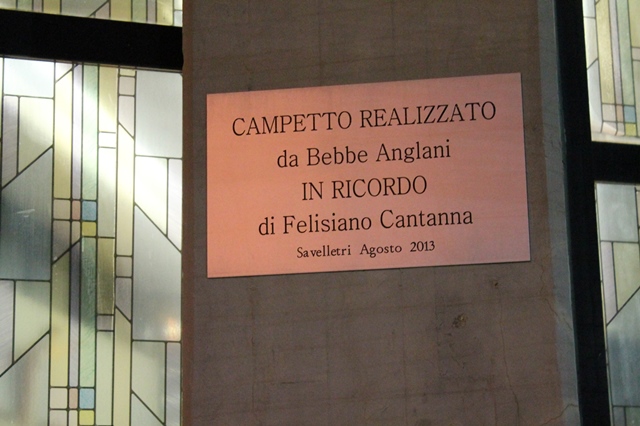 CAMPETTO REALIZZATO
da Bebbe Anglani
IN RICORDO
di Felisiano Cantanna
Savelletri Agosto 2013